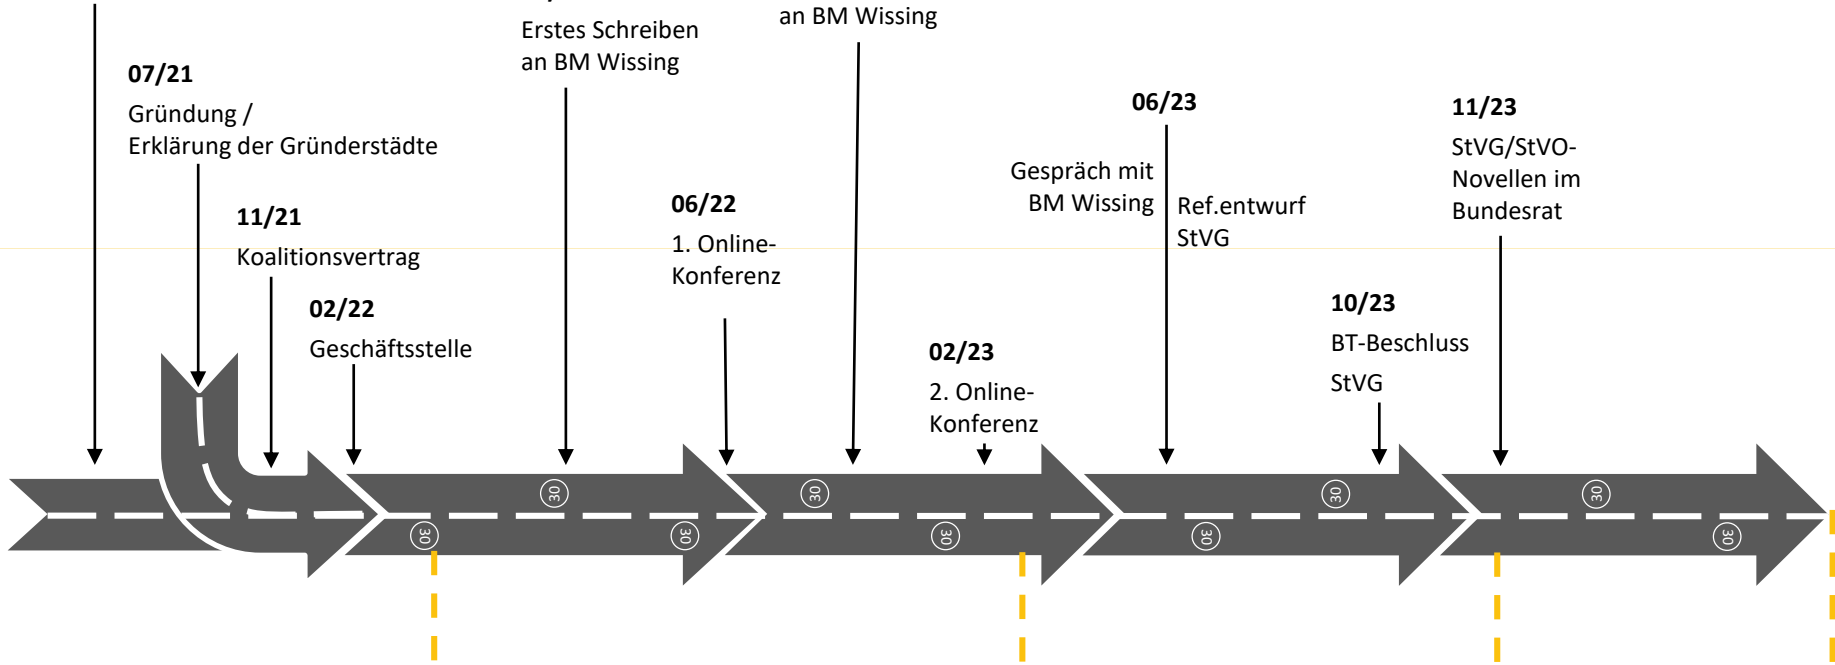 an BM Wissing
Erstes Schreiben
an BM Wissing
07/21
Gründung /
Erklärung der Gründerstädte
11/21
Koalitionsvertrag
02/22
Geschäftsstelle
06/22
1. Online-
Konferenz
02/23
2. Online-
Konferenz
06/23
Gespräch mit
BM Wissing
Ref.entwurf
StVG
10/23
BT-Beschluss
StVG
11/23
StVG/StVO-
Novellen im
Bundesrat
30
30
30
30
30
30
30
30
30